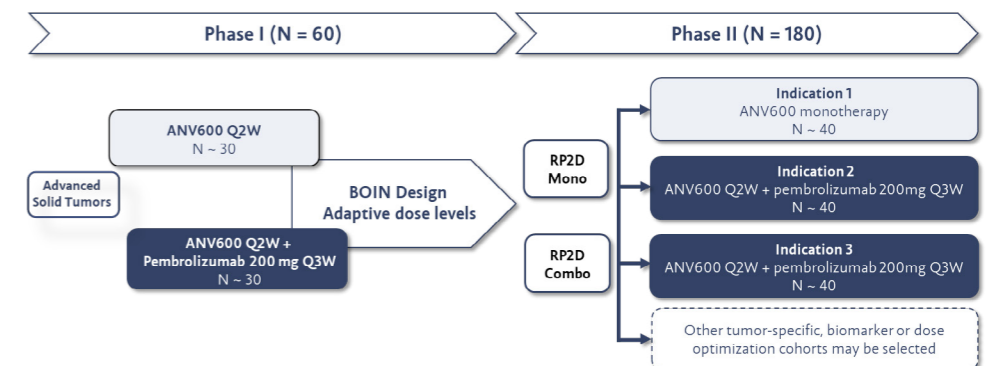 Phase I (N = 60)
Phase II (N = 180)
Advanced
Solid Tumors
ANV600 Q2W
N ~ 30
ANV600 Q2W +
Pembrolizumab 200 mg Q3W
N ~ 30
BOIN Design
Adaptive dose levels
RP2D
Mono
RP2D
Combo
Indication 1
ANV600 monotherapy
N ~ 40
Indication 2
ANV600 Q2W + pembrolizumab 200mg Q3W
N ~ 40
Indication 3
ANV600 Q2W + pembrolizumab 200mg Q3W
N ~ 40
Other tumor-specific, biomarker or dose
optimization cohorts may be selected